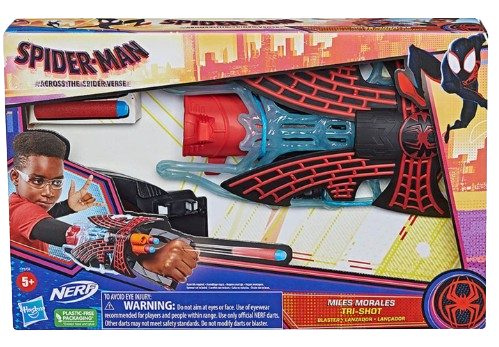 SPIDER-MAN
ACROSS THE SPIDER-VERSE
5+
Hasbro
NERF
PLASTIC-FREE
PACKAGING
TO AVOID EYE INJURY:
WARNING: Do not aim at eyes or face. Use of eyewear
recommended for players and people within range. Use only official NERF darts.
Other darts may not meet safety standards. Do not modify darts or blaster.
MILES MORALES
TRI-SHOT
BLASTER • LANZADOR • LANÇADOR